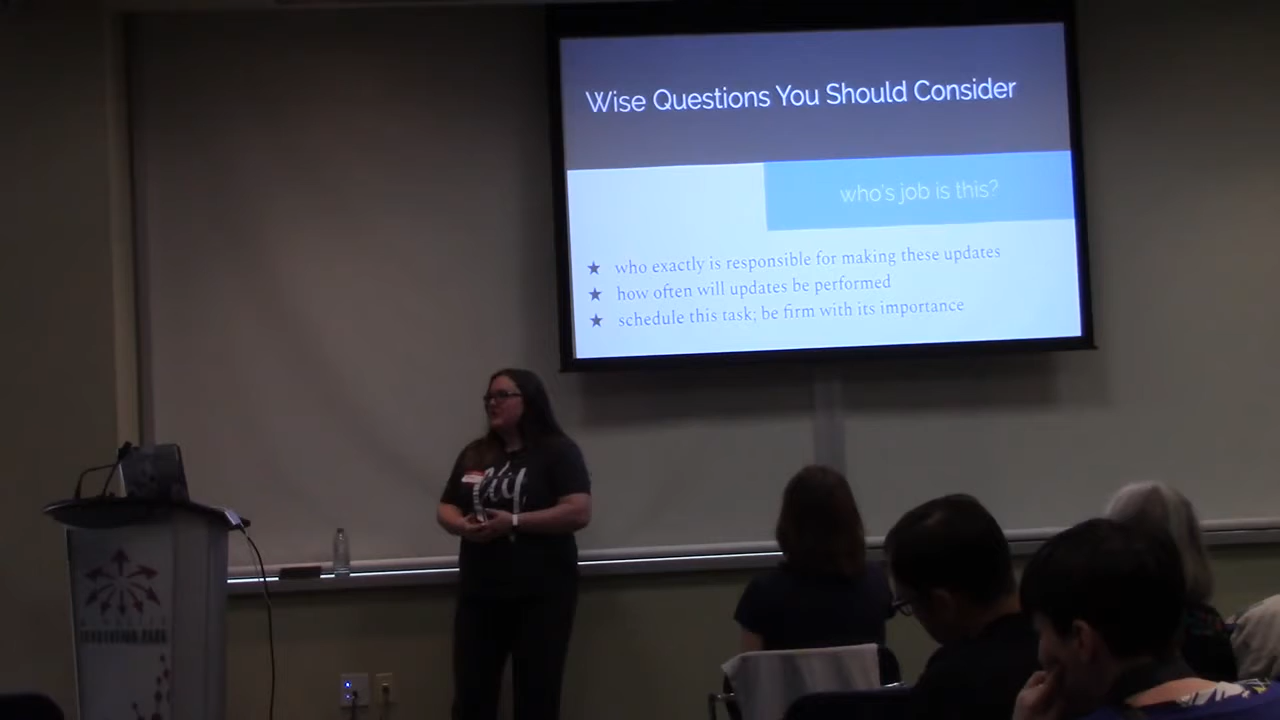 Wise Questions You Should Consider
who's job is this?
★ who exactly is responsible for making these updates
★ how often will updates be performed
★ schedule this task; be firm with its importance